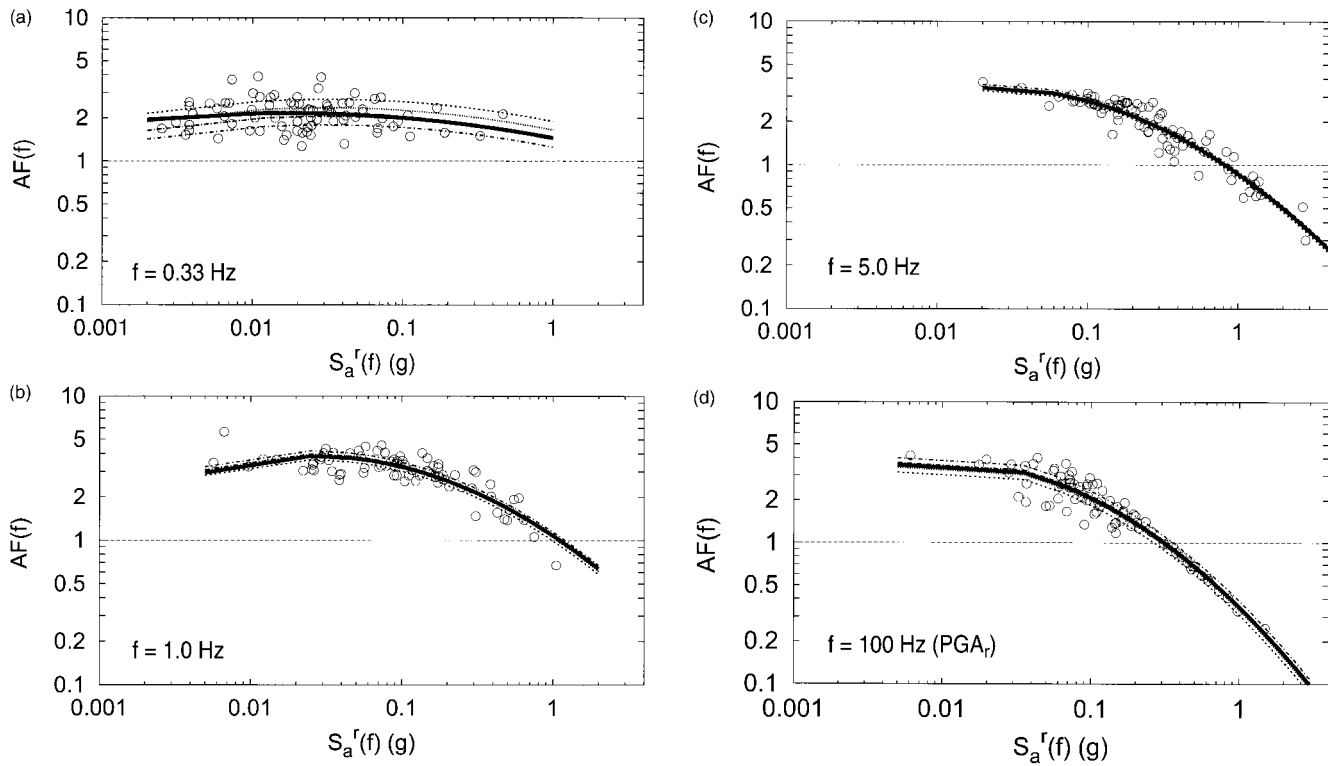 (a)
10
5
2
1
0.5
0.2
0.1
AF(f)
f = 0.33 Hz
0.001 0.01 0.1 1
Sₐʳ(f) (g)
(b)
10
5
2
1
0.5
0.2
0.1
AF(f)
f = 1.0 Hz
0.001 0.01 0.1 1
Sₐʳ(f) (g)
(c)
10
5
2
1
0.5
0.2
0.1
AF(f)
f = 5.0 Hz
0.001 0.01 0.1 1
Sₐʳ(f) (g)
(d)
10
5
2
1
0.5
0.2
0.1
AF(f)
f = 100 Hz (PGAᵣ)
0.001 0.01 0.1 1
Sₐʳ(f) (g)